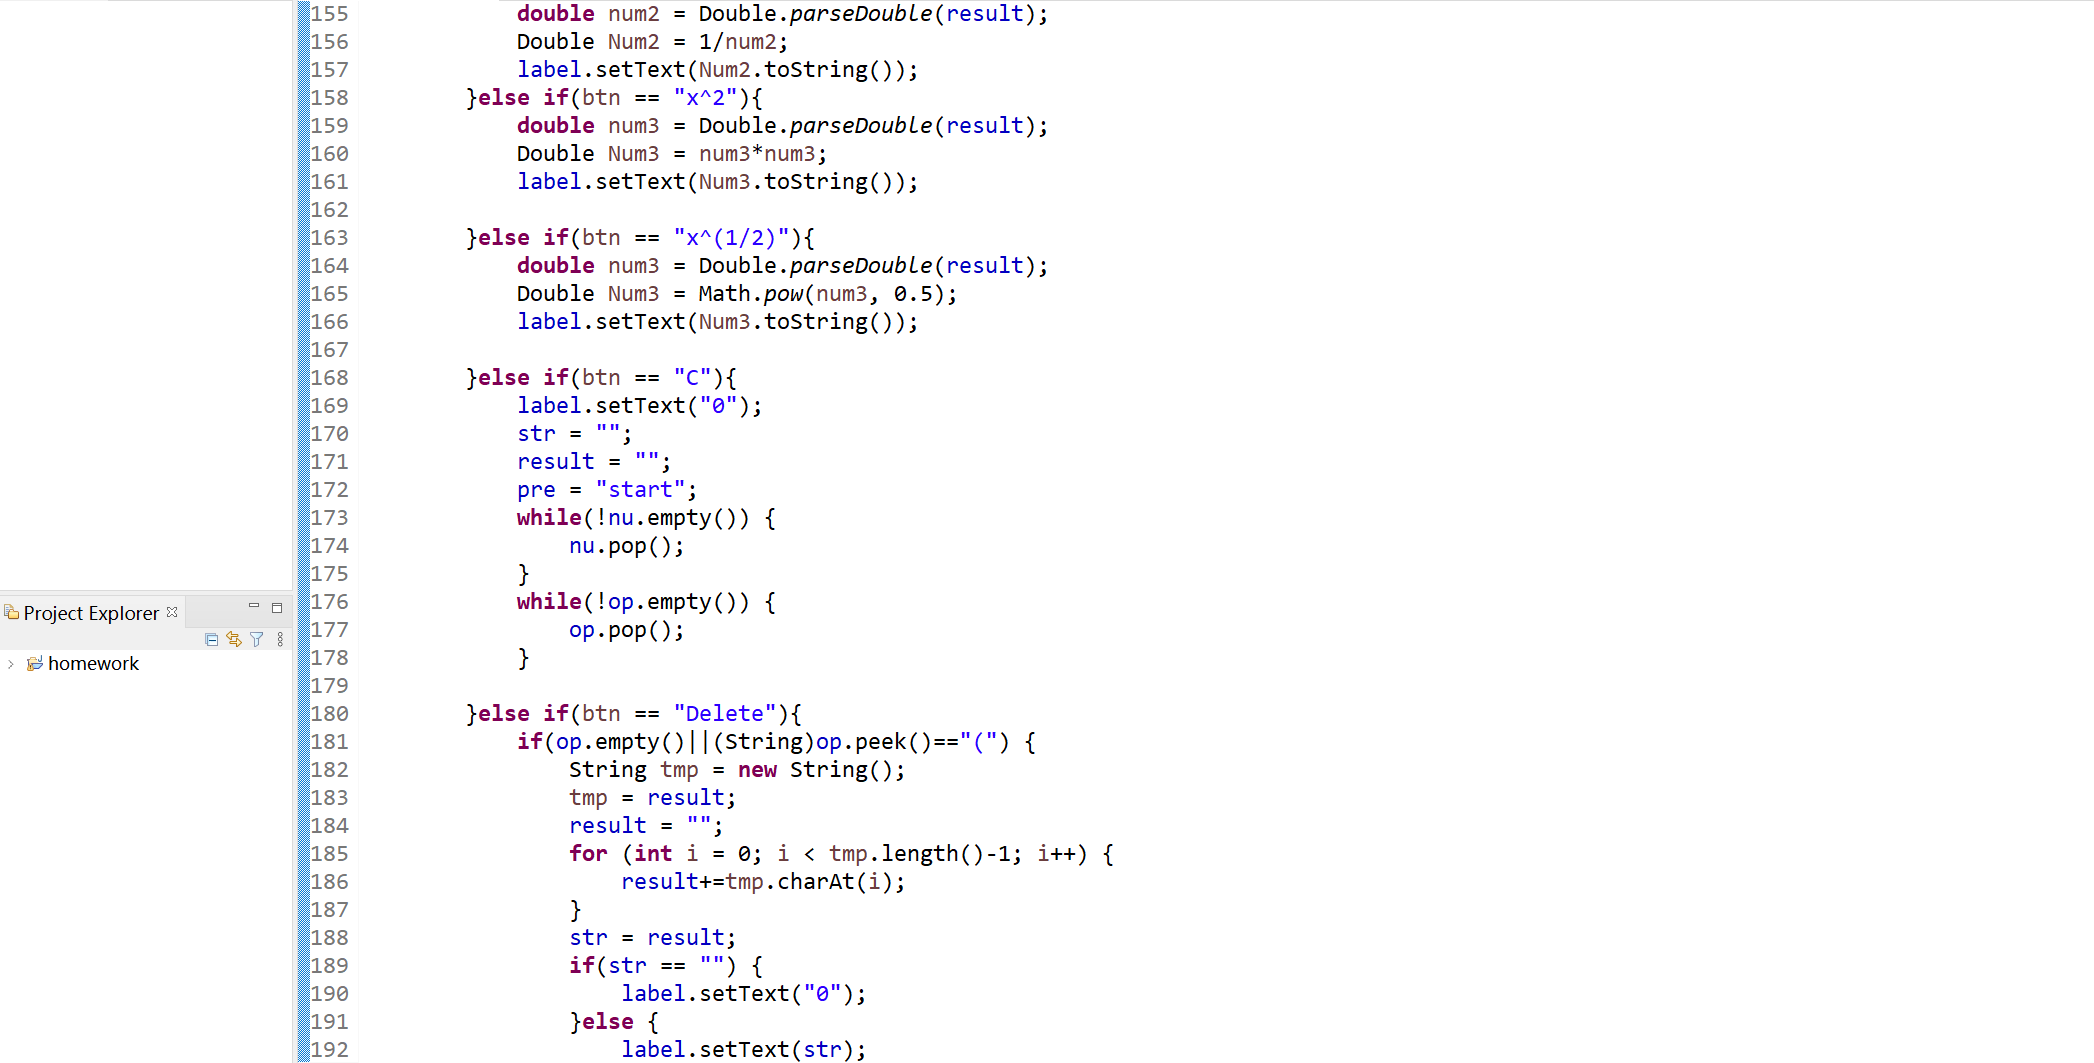 Project Explorer
homework
155 double num2 = Double.parseDouble(result);
156 Double Num2 = 1/num2;
157 label.setText(Num2.toString());
158 }else if(btn == "x^2"){
159 double num3 = Double.parseDouble(result);
160 Double Num3 = num3*num3;
161 label.setText(Num3.toString());
162
163 }else if(btn == "x^(1/2)"){
164 double num3 = Double.parseDouble(result);
165 Double Num3 = Math.pow(num3, 0.5);
166 label.setText(Num3.toString());
167
168 }else if(btn == "C"){
169 label.setText("0");
170 str = "";
171 result = "";
172 pre = "start";
173 while(!nu.empty()) {
174 nu.pop();
175 }
176 while(!op.empty()) {
177 op.pop();
178 }
179
180 }else if(btn == "Delete"){
181 if(op.empty()||(String)op.peek()=="(") {
182 String tmp = new String();
183 tmp = result;
184 result = "";
185 for (int i = 0; i < tmp.length()-1; i++) {
186 result+=tmp.charAt(i);
187 }
188 str = result;
189 if(str == "") {
190 label.setText("0");
191 }else {
192 label.setText(str);